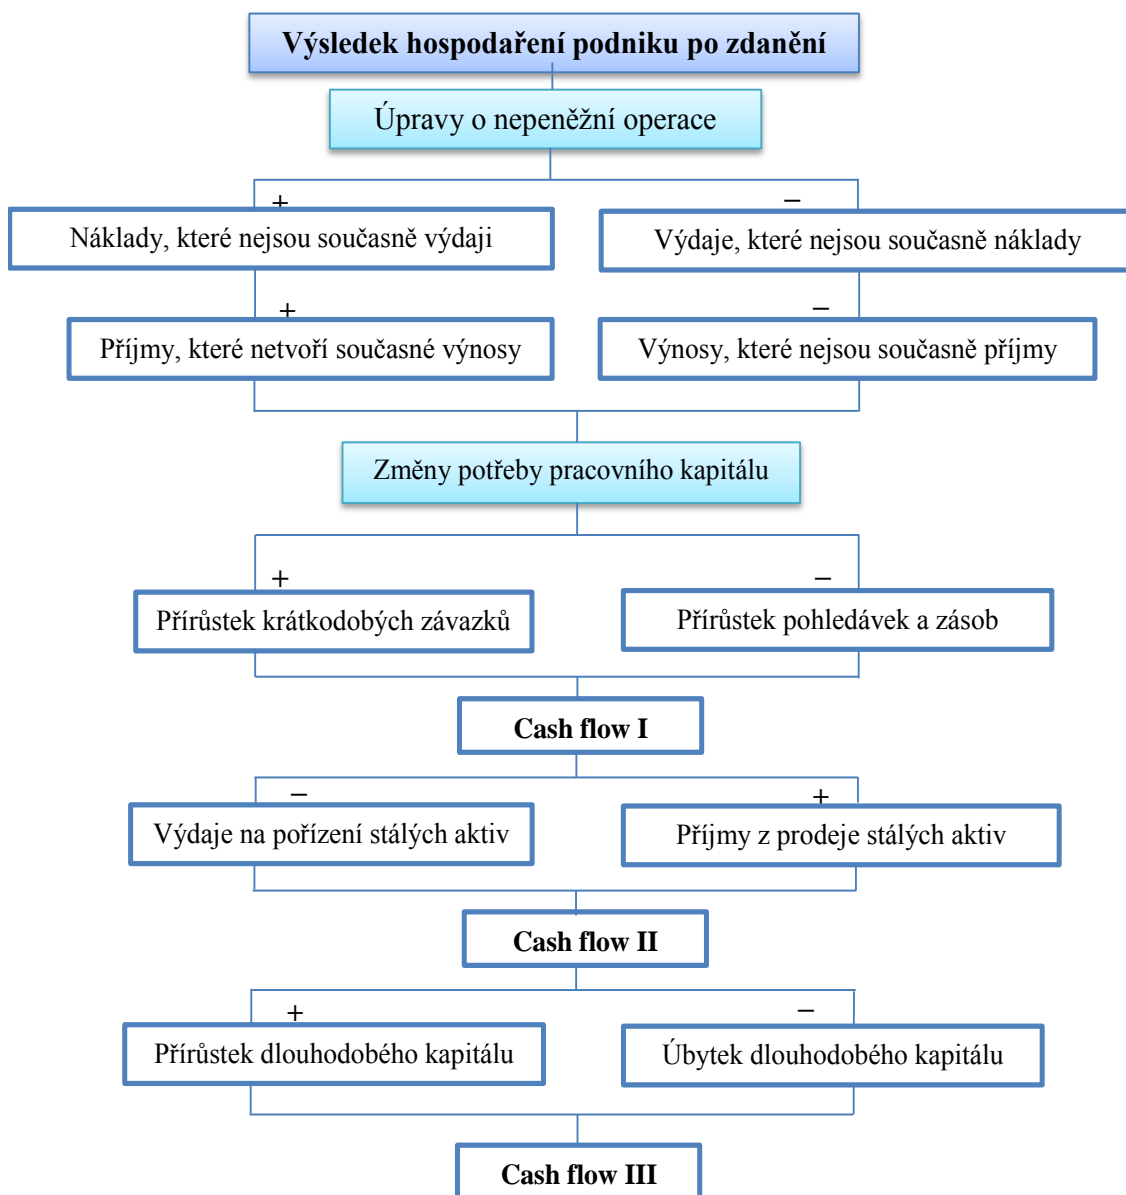 Výsledek hospodaření podniku po zdanění
Úpravy o nepeněžní operace
+
−
Náklady, které nejsou současně výdaji
Výdaje, které nejsou současně náklady
+
−
Příjmy, které netvoří současné výnosy
Výnosy, které nejsou současně příjmy
Změny potřeby pracovního kapitálu
+
−
Přírůstek krátkodobých závazků
Přírůstek pohledávek a zásob
Cash flow I
−
+
Výdaje na pořízení stálých aktiv
Příjmy z prodeje stálých aktiv
Cash flow II
+
−
Přírůstek dlouhodobého kapitálu
Úbytek dlouhodobého kapitálu
Cash flow III